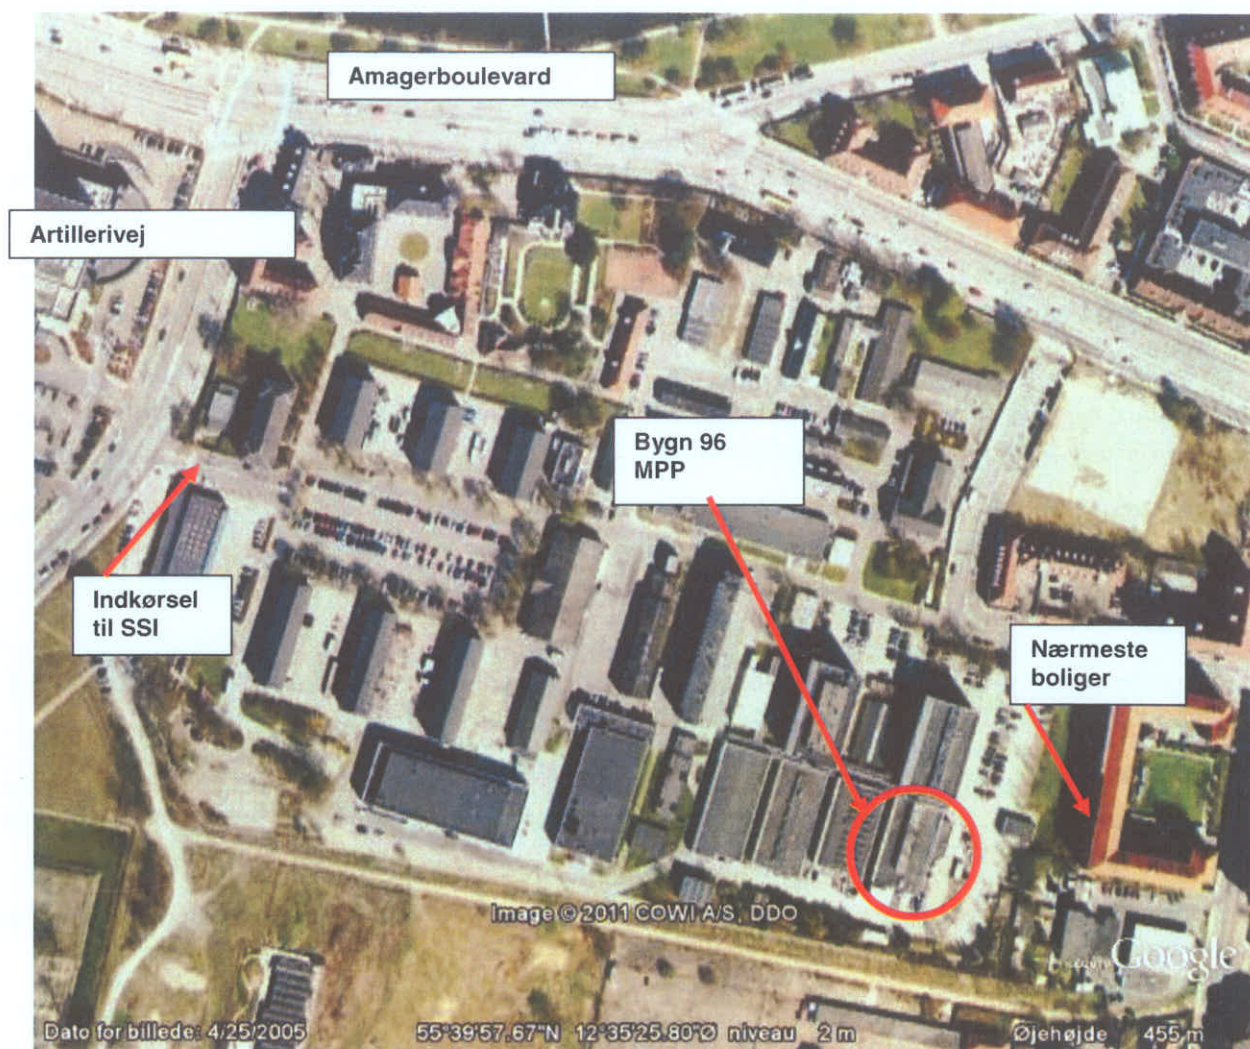 Amagerboulevard
Artillerivej
Bygn 96
MPP
Indkørsel
til SSI
Nærmeste
boliger
Image © 2011 COWI A/S, DDO
Google
Dato for billede: 4/25/2005 55°39'57.67"N 12°35'25.80"Ø niveau 2 m Øjehøjde 455 m